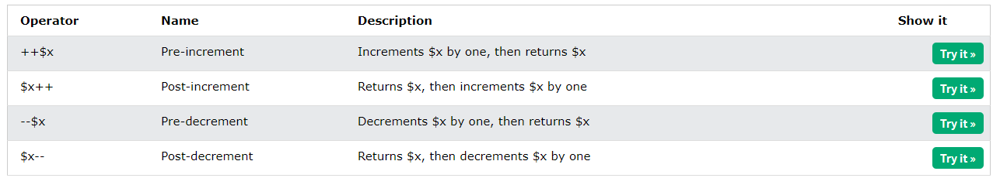 Operator Name Description Show it
++$x Pre-increment Increments $x by one, then returns $x Try it »
$x++ Post-increment Returns $x, then increments $x by one Try it »
--$x Pre-decrement Decrements $x by one, then returns $x Try it »
$x-- Post-decrement Returns $x, then decrements $x by one Try it »